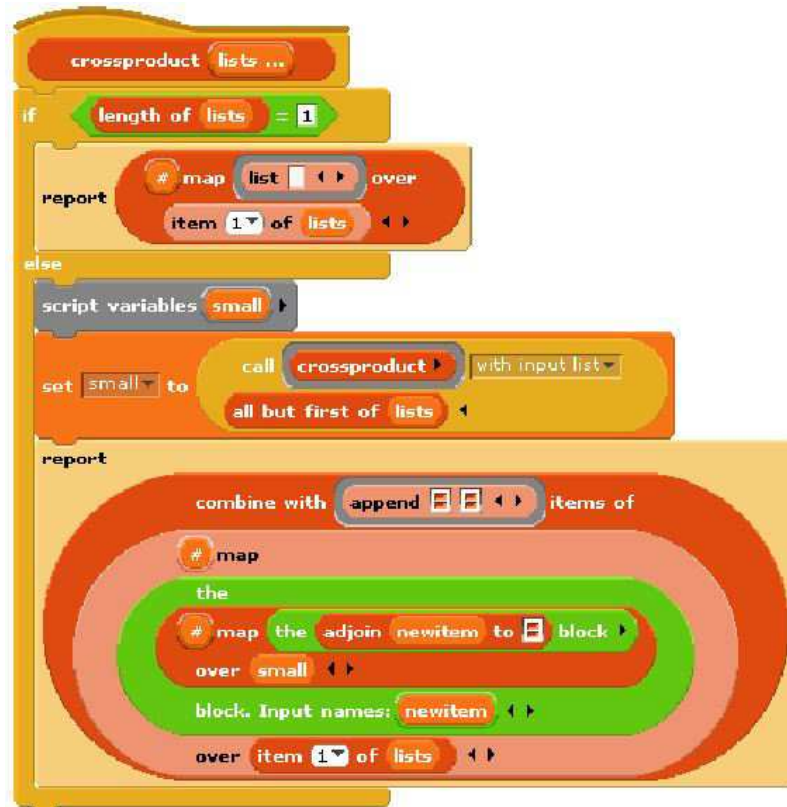 crossproduct lists ...
if length of lists = 1
# map list over
report
item 1 of lists
else
script variables small
call crossproduct with input list
set small to
all but first of lists
report
combine with append items of
# map
the
# map the adjoin newitem to block
over small
block. Input names: newitem
over item 1 of lists